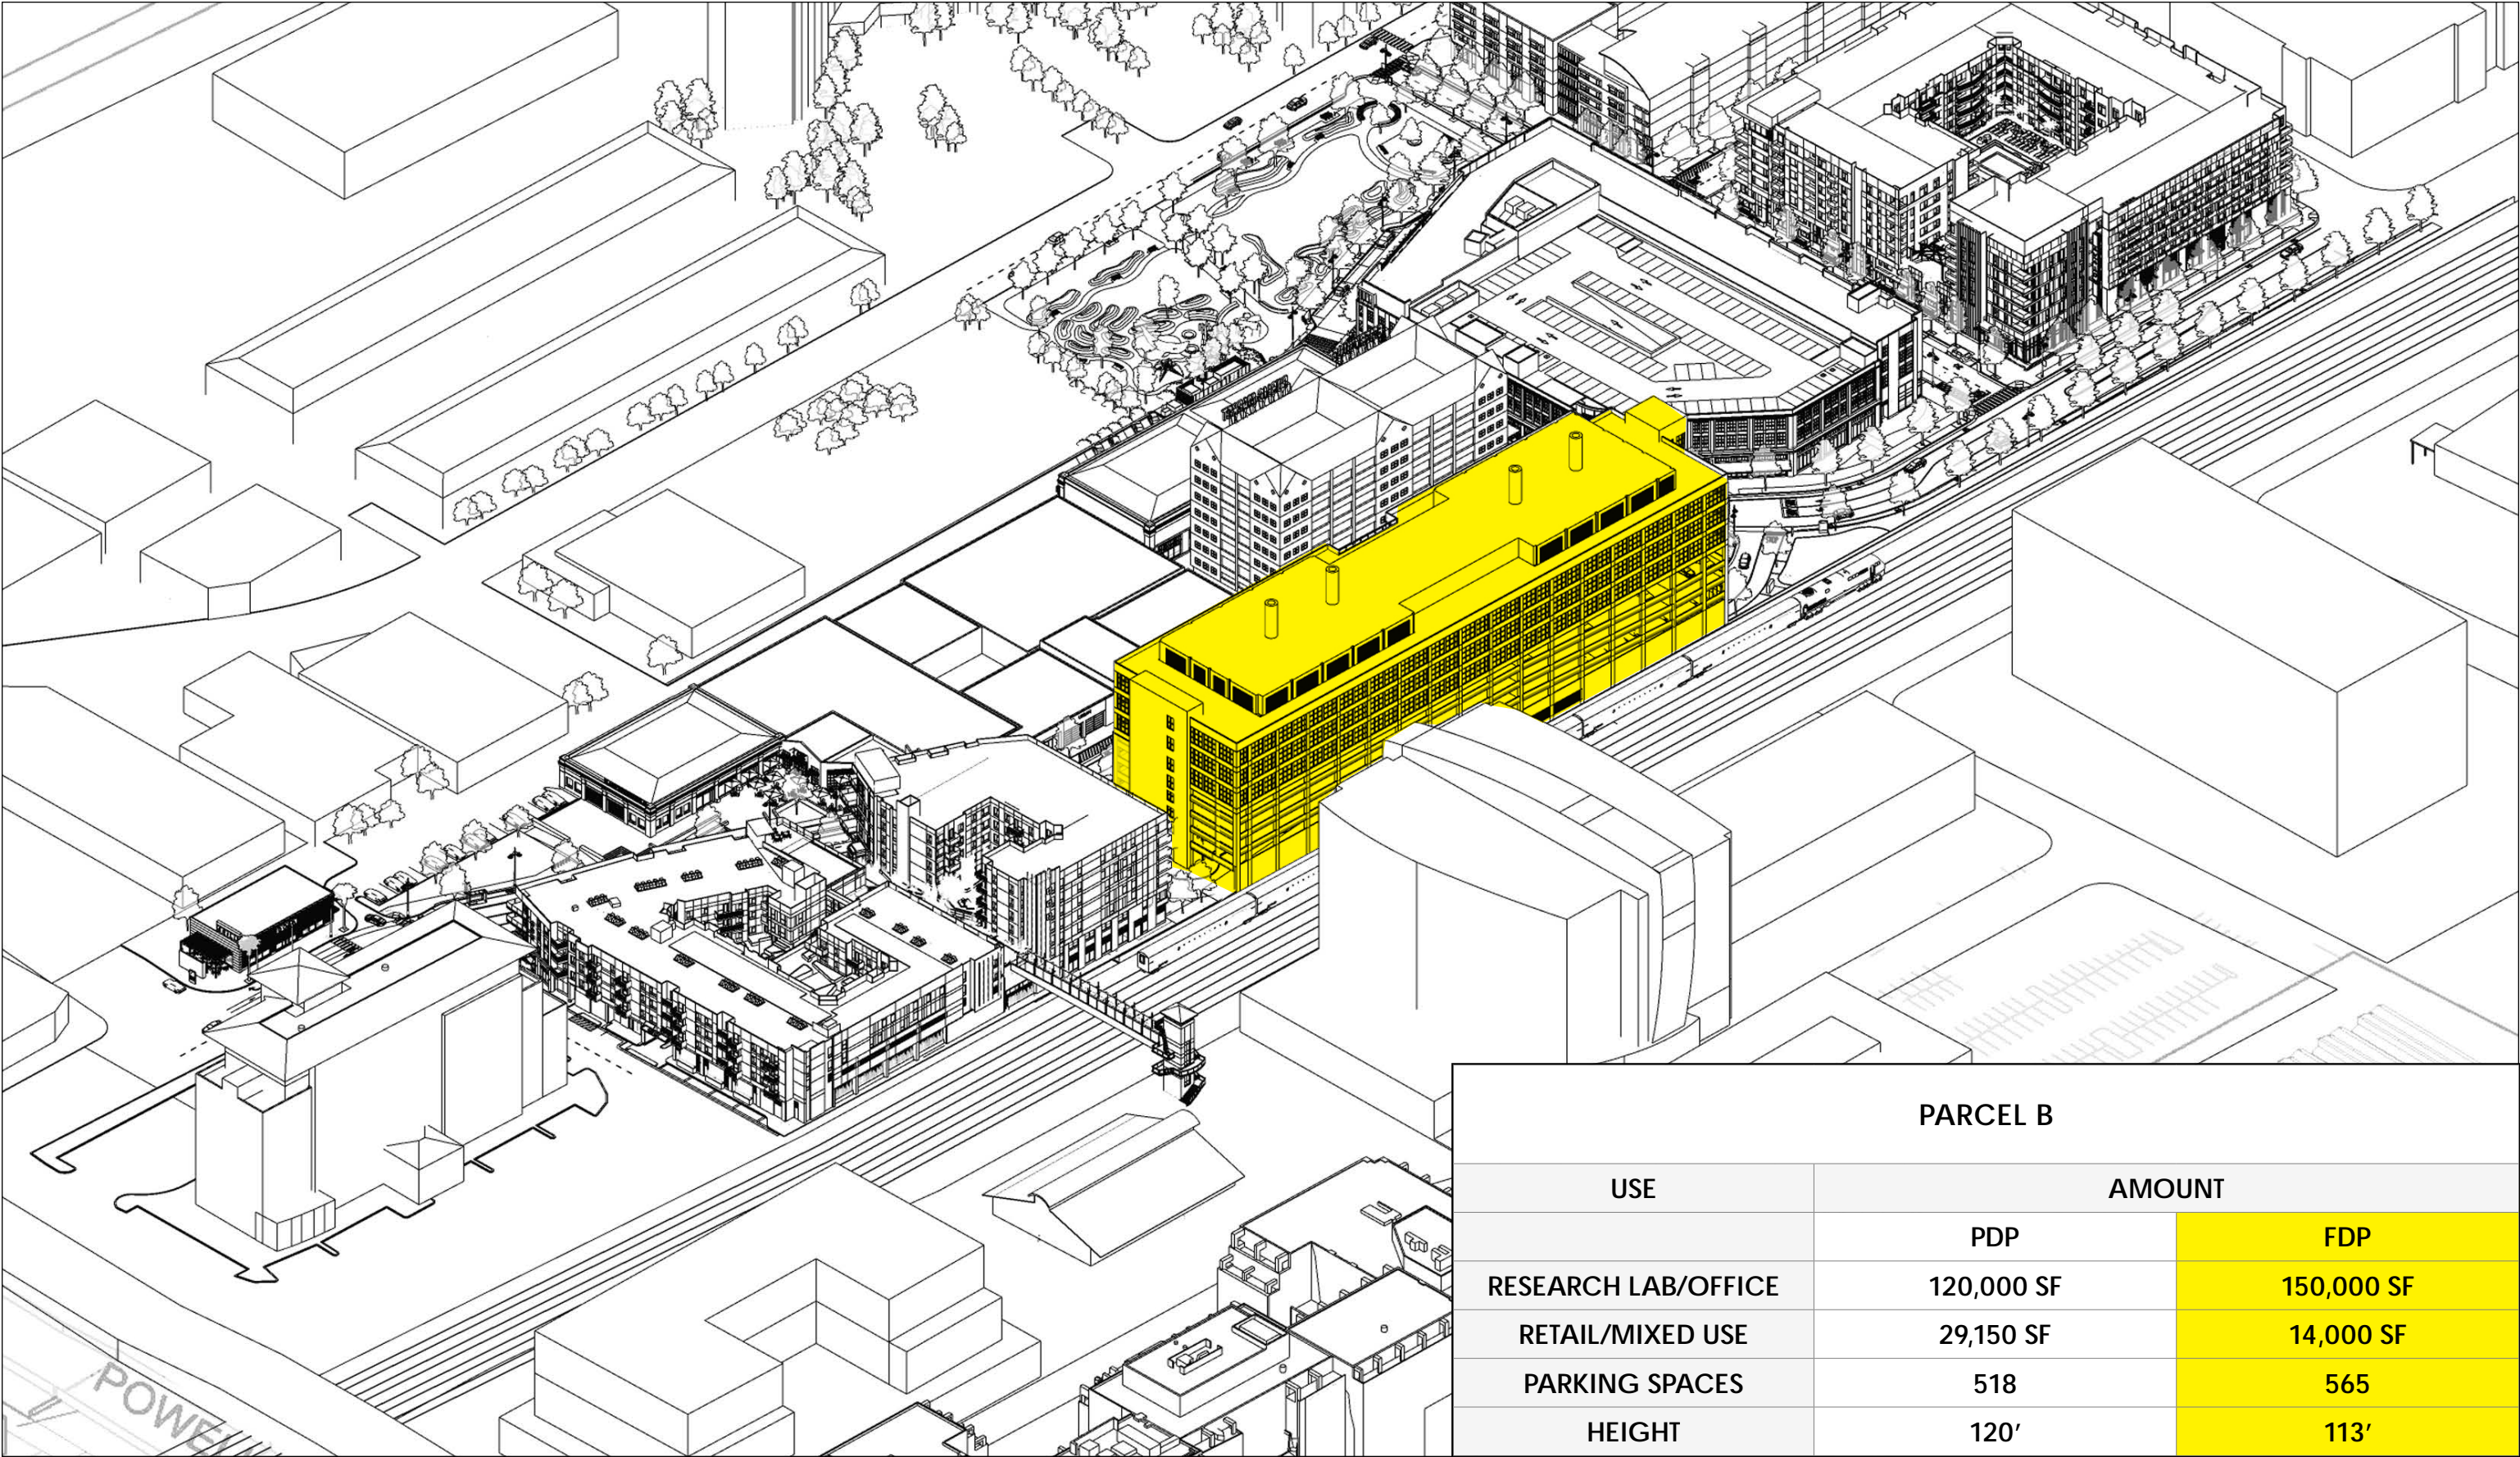 POWE
PARCEL B
USE AMOUNT
PDP FDP
RESEARCH LAB/OFFICE 120,000 SF 150,000 SF
RETAIL/MIXED USE 29,150 SF 14,000 SF
PARKING SPACES 518 565
HEIGHT 120′ 113′